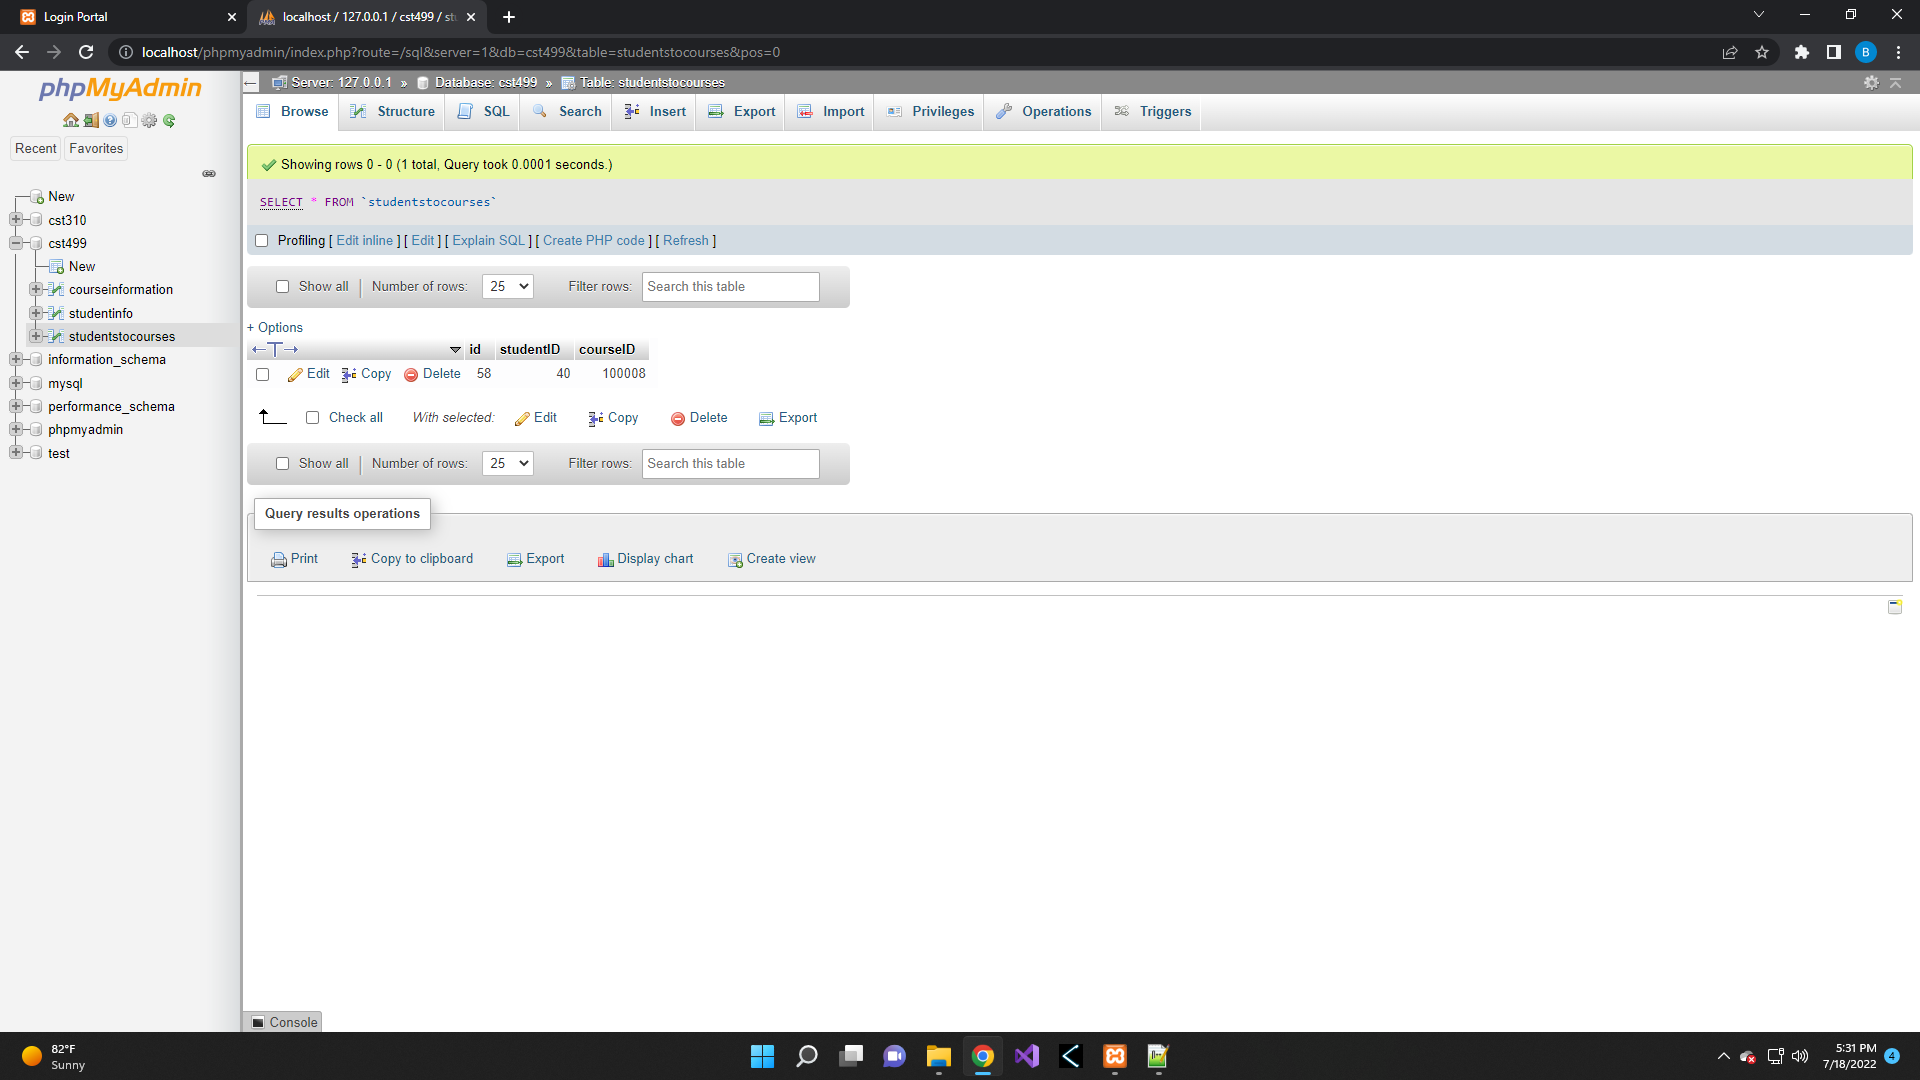 Login Portal
localhost / 127.0.0.1 / cst499 / stu
localhost/phpmyadmin/index.php?route=/sql&server=1&db=cst499&table=studentstocourses&pos=0
B
phpMyAdmin
Recent
Favorites
New
cst310
cst499
New
courseinformation
studentinfo
studentstocourses
information_schema
mysql
performance_schema
phpmyadmin
test
Server: 127.0.0.1 » Database: cst499 » Table: studentstocourses
Browse Structure SQL Search Insert Export Import Privileges Operations Triggers
Showing rows 0 - 0 (1 total, Query took 0.0001 seconds.)
SELECT * FROM `studentstocourses`
Profiling [ Edit inline ] [ Edit ] [ Explain SQL ] [ Create PHP code ] [ Refresh ]
Show all | Number of rows: 25 Filter rows: Search this table
+ Options
←T→ id studentID courseID
Edit Copy Delete 58 40 100008
Check all With selected: Edit Copy Delete Export
Show all | Number of rows: 25 Filter rows: Search this table
Query results operations
Print Copy to clipboard Export Display chart Create view
Console
82°F
Sunny
5:31 PM
7/18/2022
4